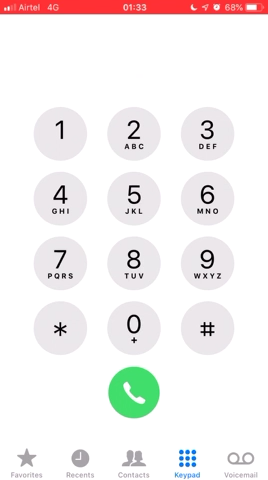 Airtel 4G 01:33 68%
1 2 3
ABC DEF
4 5 6
GHI JKL MNO
7 8 9
PQRS TUV WXYZ
* 0 #
+
Favorites Recents Contacts Keypad Voicemail